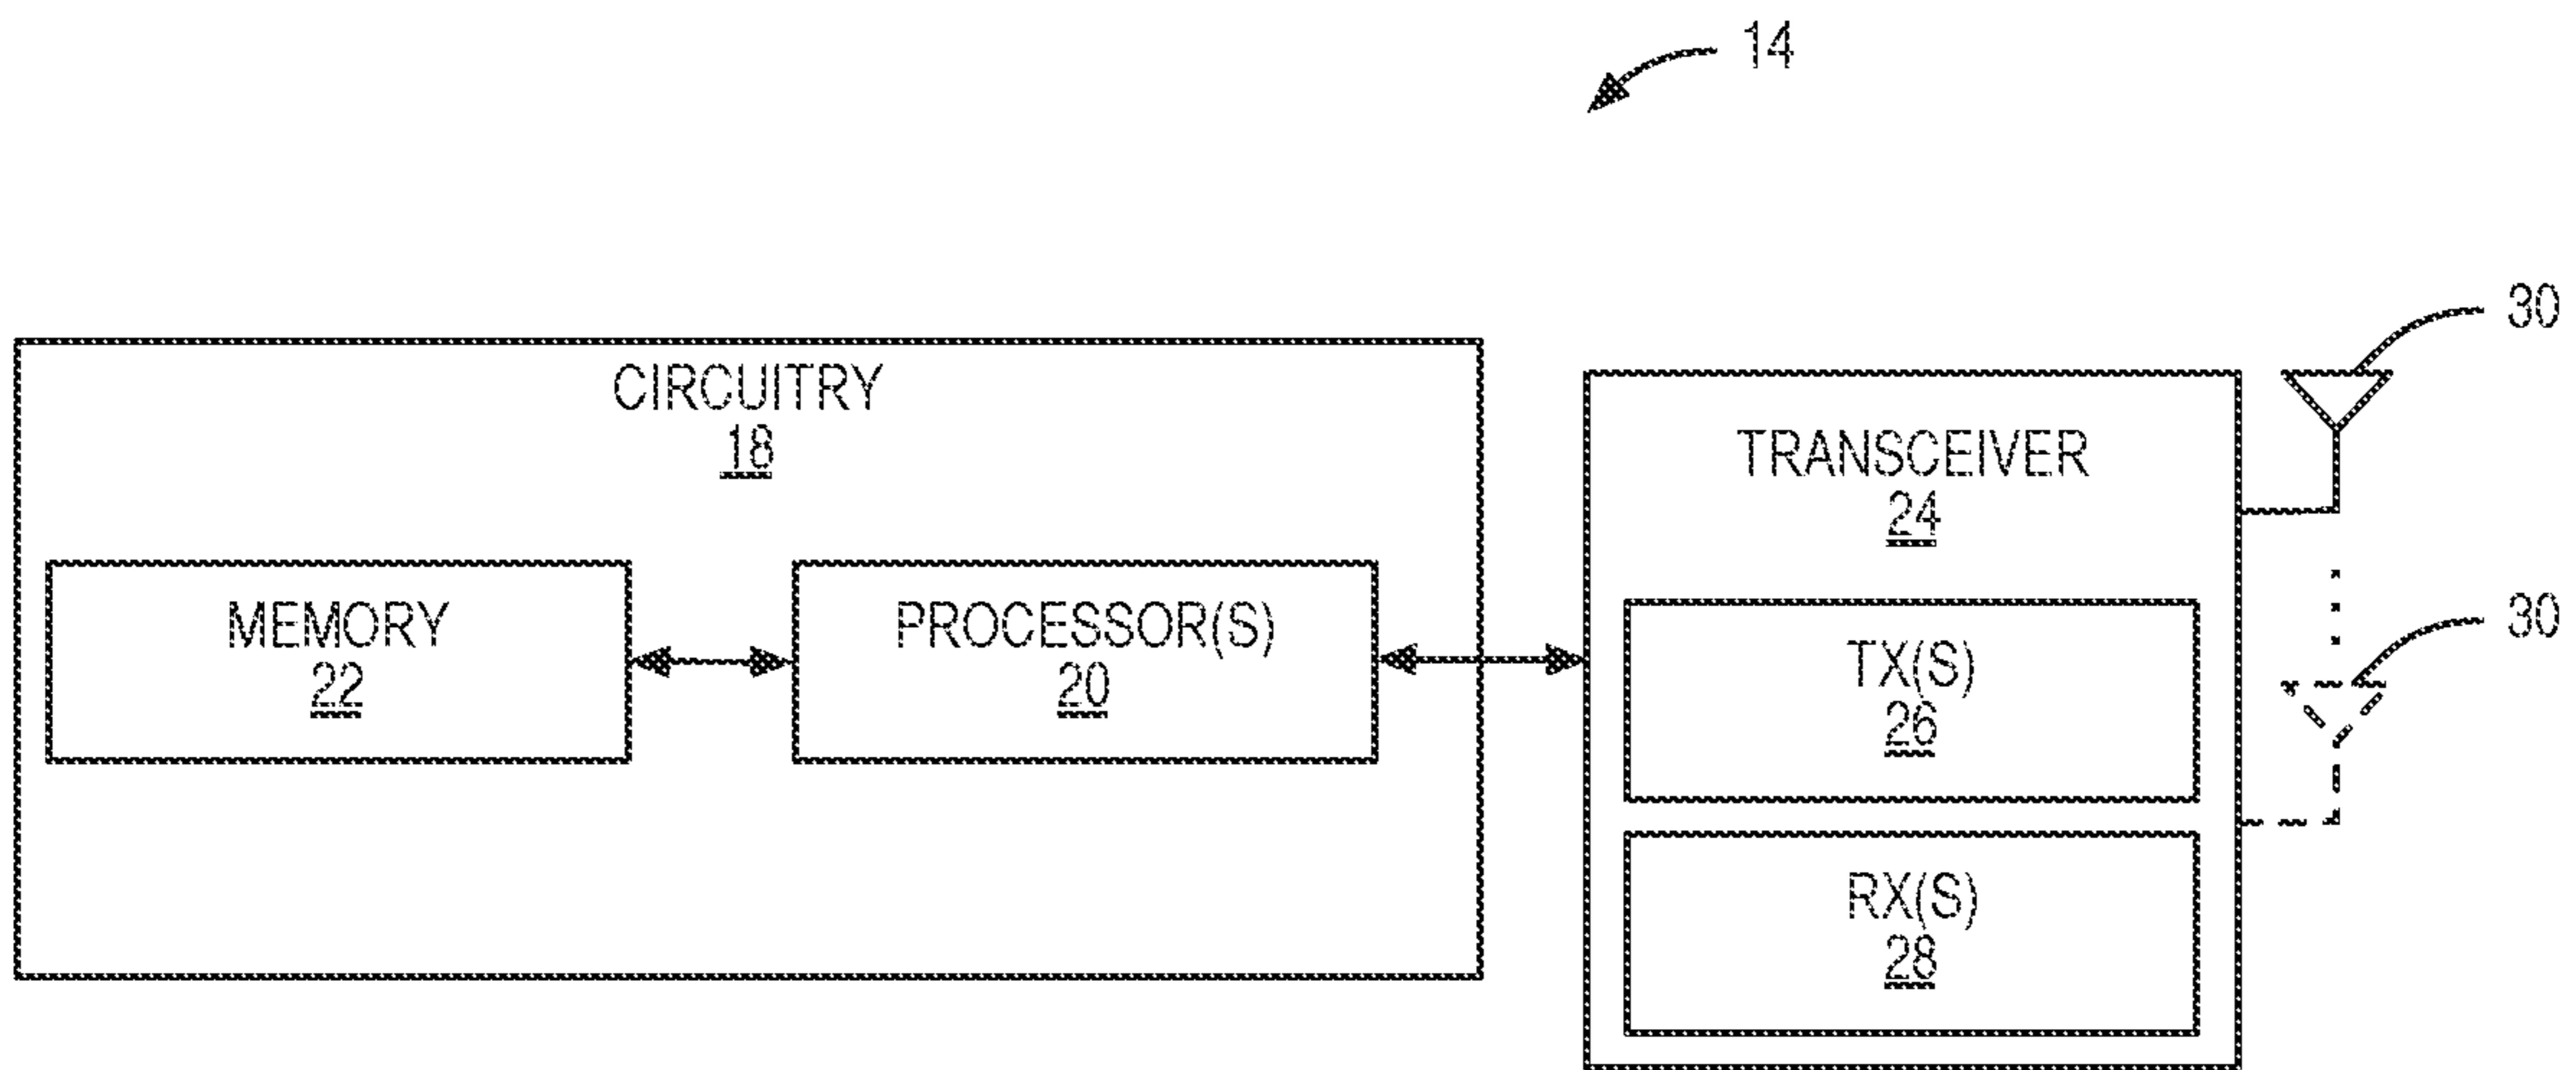 14
30
CIRCUITRY
18
TRANSCEIVER
24
MEMORY
22
PROCESSOR(S)
20
30
TX(S)
26
RX(S)
28